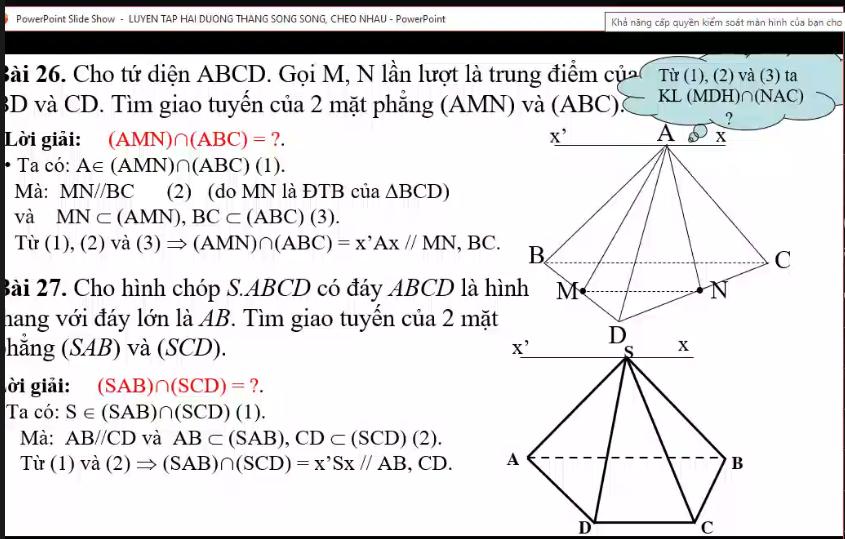 PowerPoint Slide Show - LUYEN TAP HAI DUONG THANG SONG SONG, CHEO NHAU - PowerPoint
Khả năng cấp quyền kiểm soát màn hình của bạn cho
Bài 26. Cho tứ diện ABCD. Gọi M, N lần lượt là trung điểm của
BD và CD. Tìm giao tuyến của 2 mặt phẳng (AMN) và (ABC).
Từ (1), (2) và (3) ta
KL (MDH)∩(NAC)
?
Lời giải: (AMN)∩(ABC) = ?.
• Ta có: A∈ (AMN)∩(ABC) (1).
Mà: MN//BC (2) (do MN là ĐTB của ΔBCD)
và MN ⊂ (AMN), BC ⊂ (ABC) (3).
Từ (1), (2) và (3) ⇒ (AMN)∩(ABC) = x’Ax // MN, BC.
x’ A x
B C
M N
D
Bài 27. Cho hình chóp S.ABCD có đáy ABCD là hình
thang với đáy lớn là AB. Tìm giao tuyến của 2 mặt
phẳng (SAB) và (SCD).
Lời giải: (SAB)∩(SCD) = ?.
Ta có: S ∈ (SAB)∩(SCD) (1).
Mà: AB//CD và AB ⊂ (SAB), CD ⊂ (SCD) (2).
Từ (1) và (2) ⇒ (SAB)∩(SCD) = x’Sx // AB, CD.
x’ S x
A B
D C